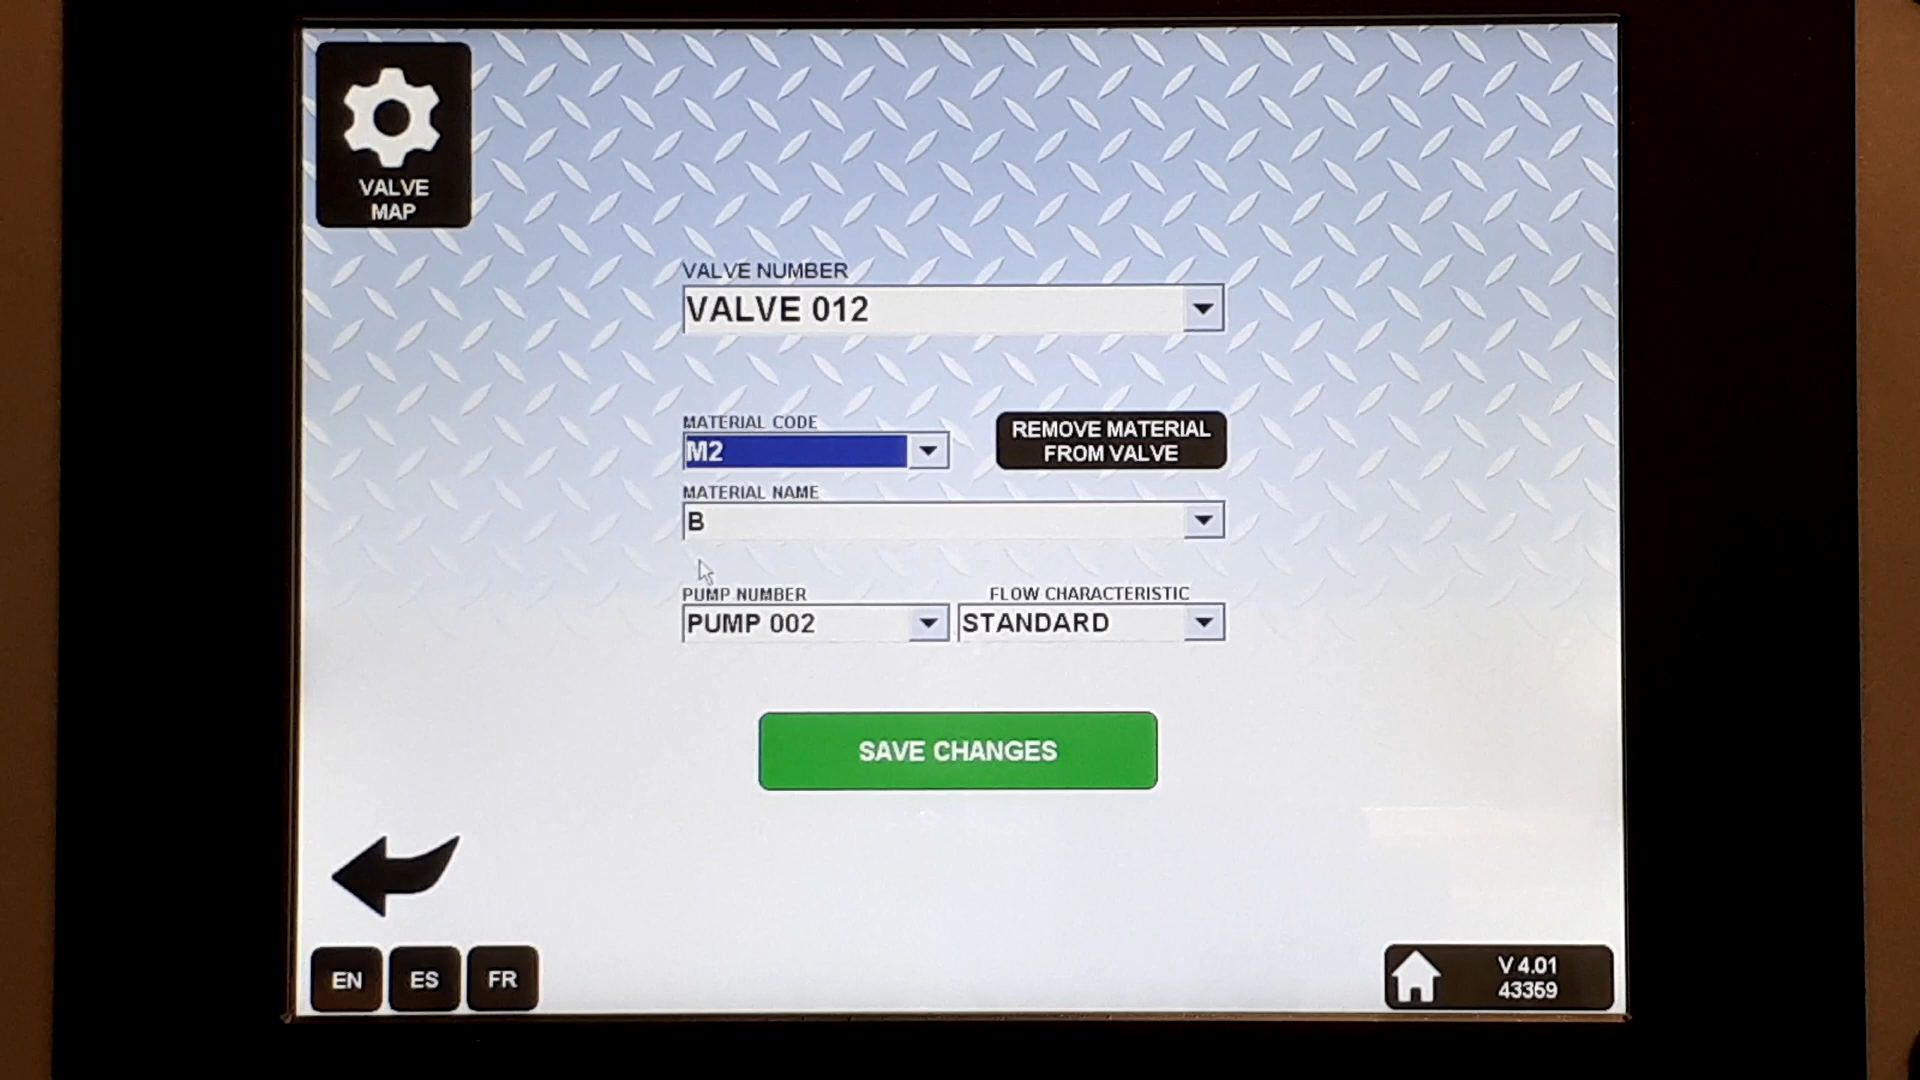 VALVE
MAP
VALVE NUMBER
VALVE 012
MATERIAL CODE
M2
REMOVE MATERIAL
FROM VALVE
MATERIAL NAME
B
PUMP NUMBER
PUMP 002
FLOW CHARACTERISTIC
STANDARD
SAVE CHANGES
EN
ES
FR
V 4.01
43359